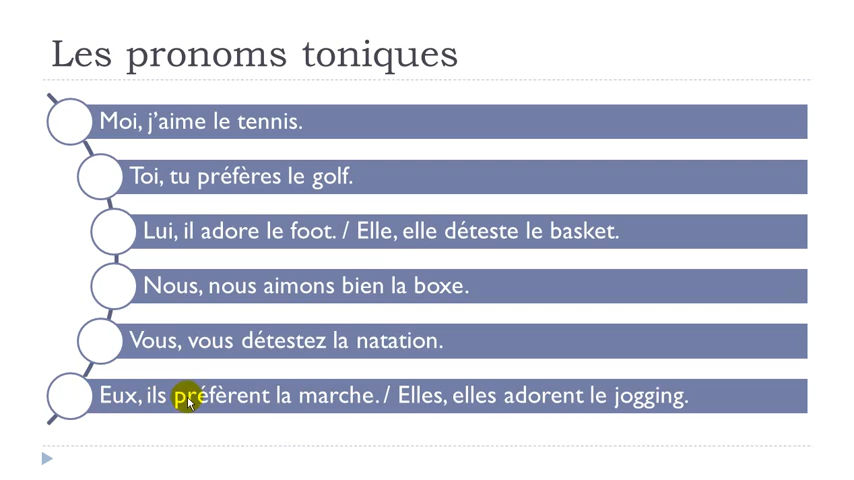 Les pronoms toniques
Moi, j’aime le tennis.
Toi, tu préfères le golf.
Lui, il adore le foot. / Elle, elle déteste le basket.
Nous, nous aimons bien la boxe.
Vous, vous détestez la natation.
Eux, ils préfèrent la marche. / Elles, elles adorent le jogging.